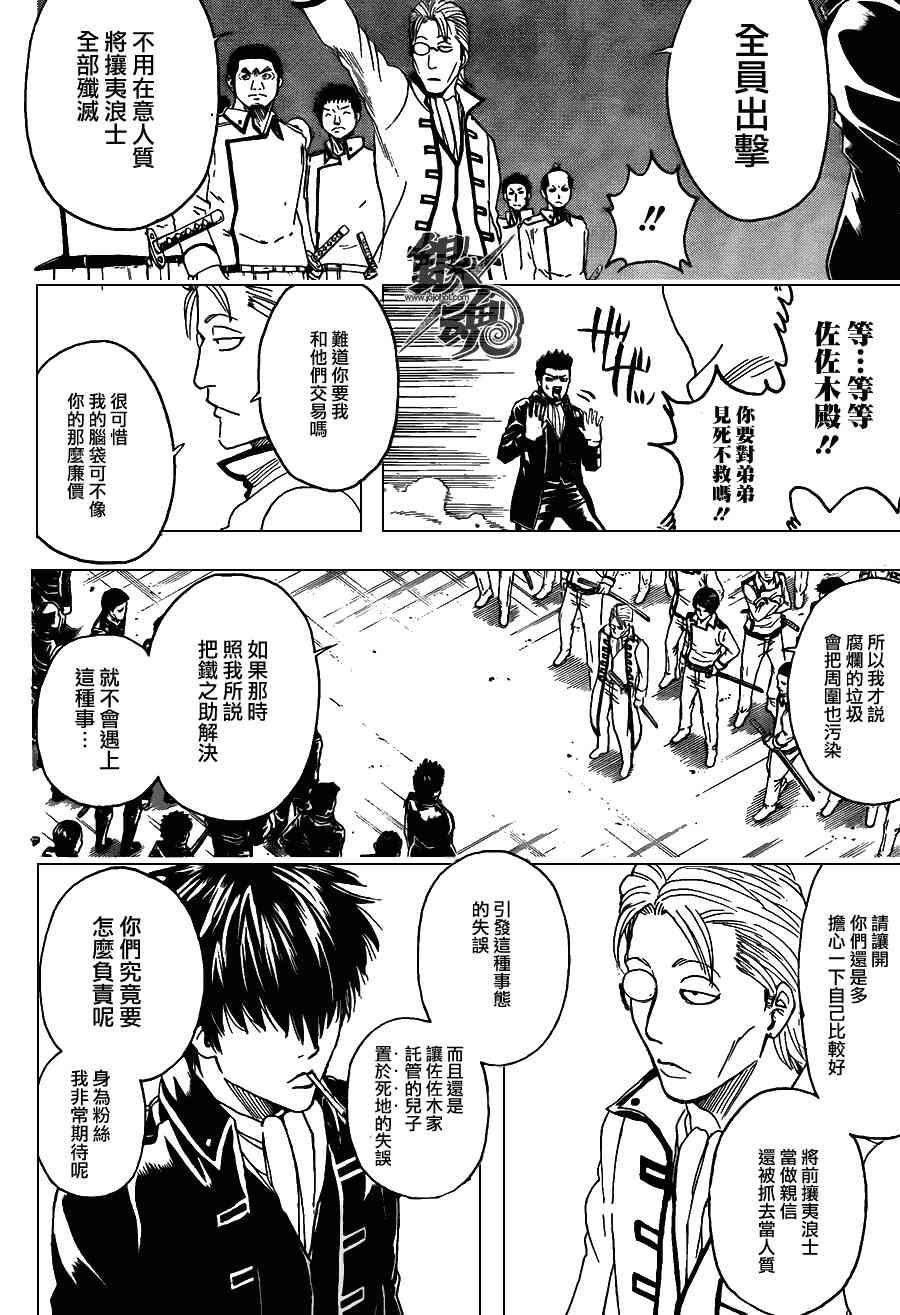 全員出擊
!!
不用在意人質
將攘夷浪士
全部殲滅
銀魂
www.jojohot.com
等…等等
佐佐木殿!!
你要對弟弟
見死不救嗎!!
難道你要我
和他們交易嗎
很可惜
我的腦袋可不像
你的那麼廉價
所以我才說
腐爛的垃圾
會把周圍也污染
如果那時
照我所說
把鐵之助解決
就不會遇上
這種事…
請讓開
你們還是多
擔心一下自己比較好
將前攘夷浪士
當做親信
還被抓去當人質
引發這種事態
的失誤
而且還是
讓佐佐木家
託管的兒子
置於死地的失誤
你們究竟要
怎麼負責呢
身為粉絲
我非常期待呢